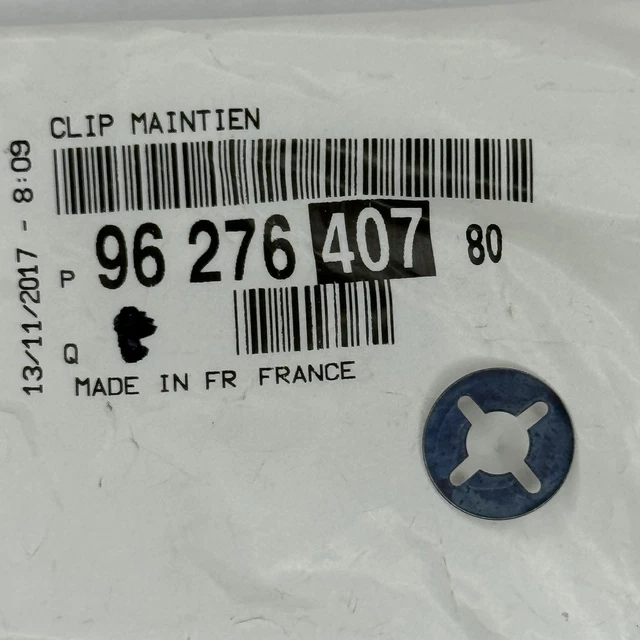 CLIP MAINTIEN
P 96 276 407 80
Q
MADE IN FR FRANCE
13/11/2017 - 8:09